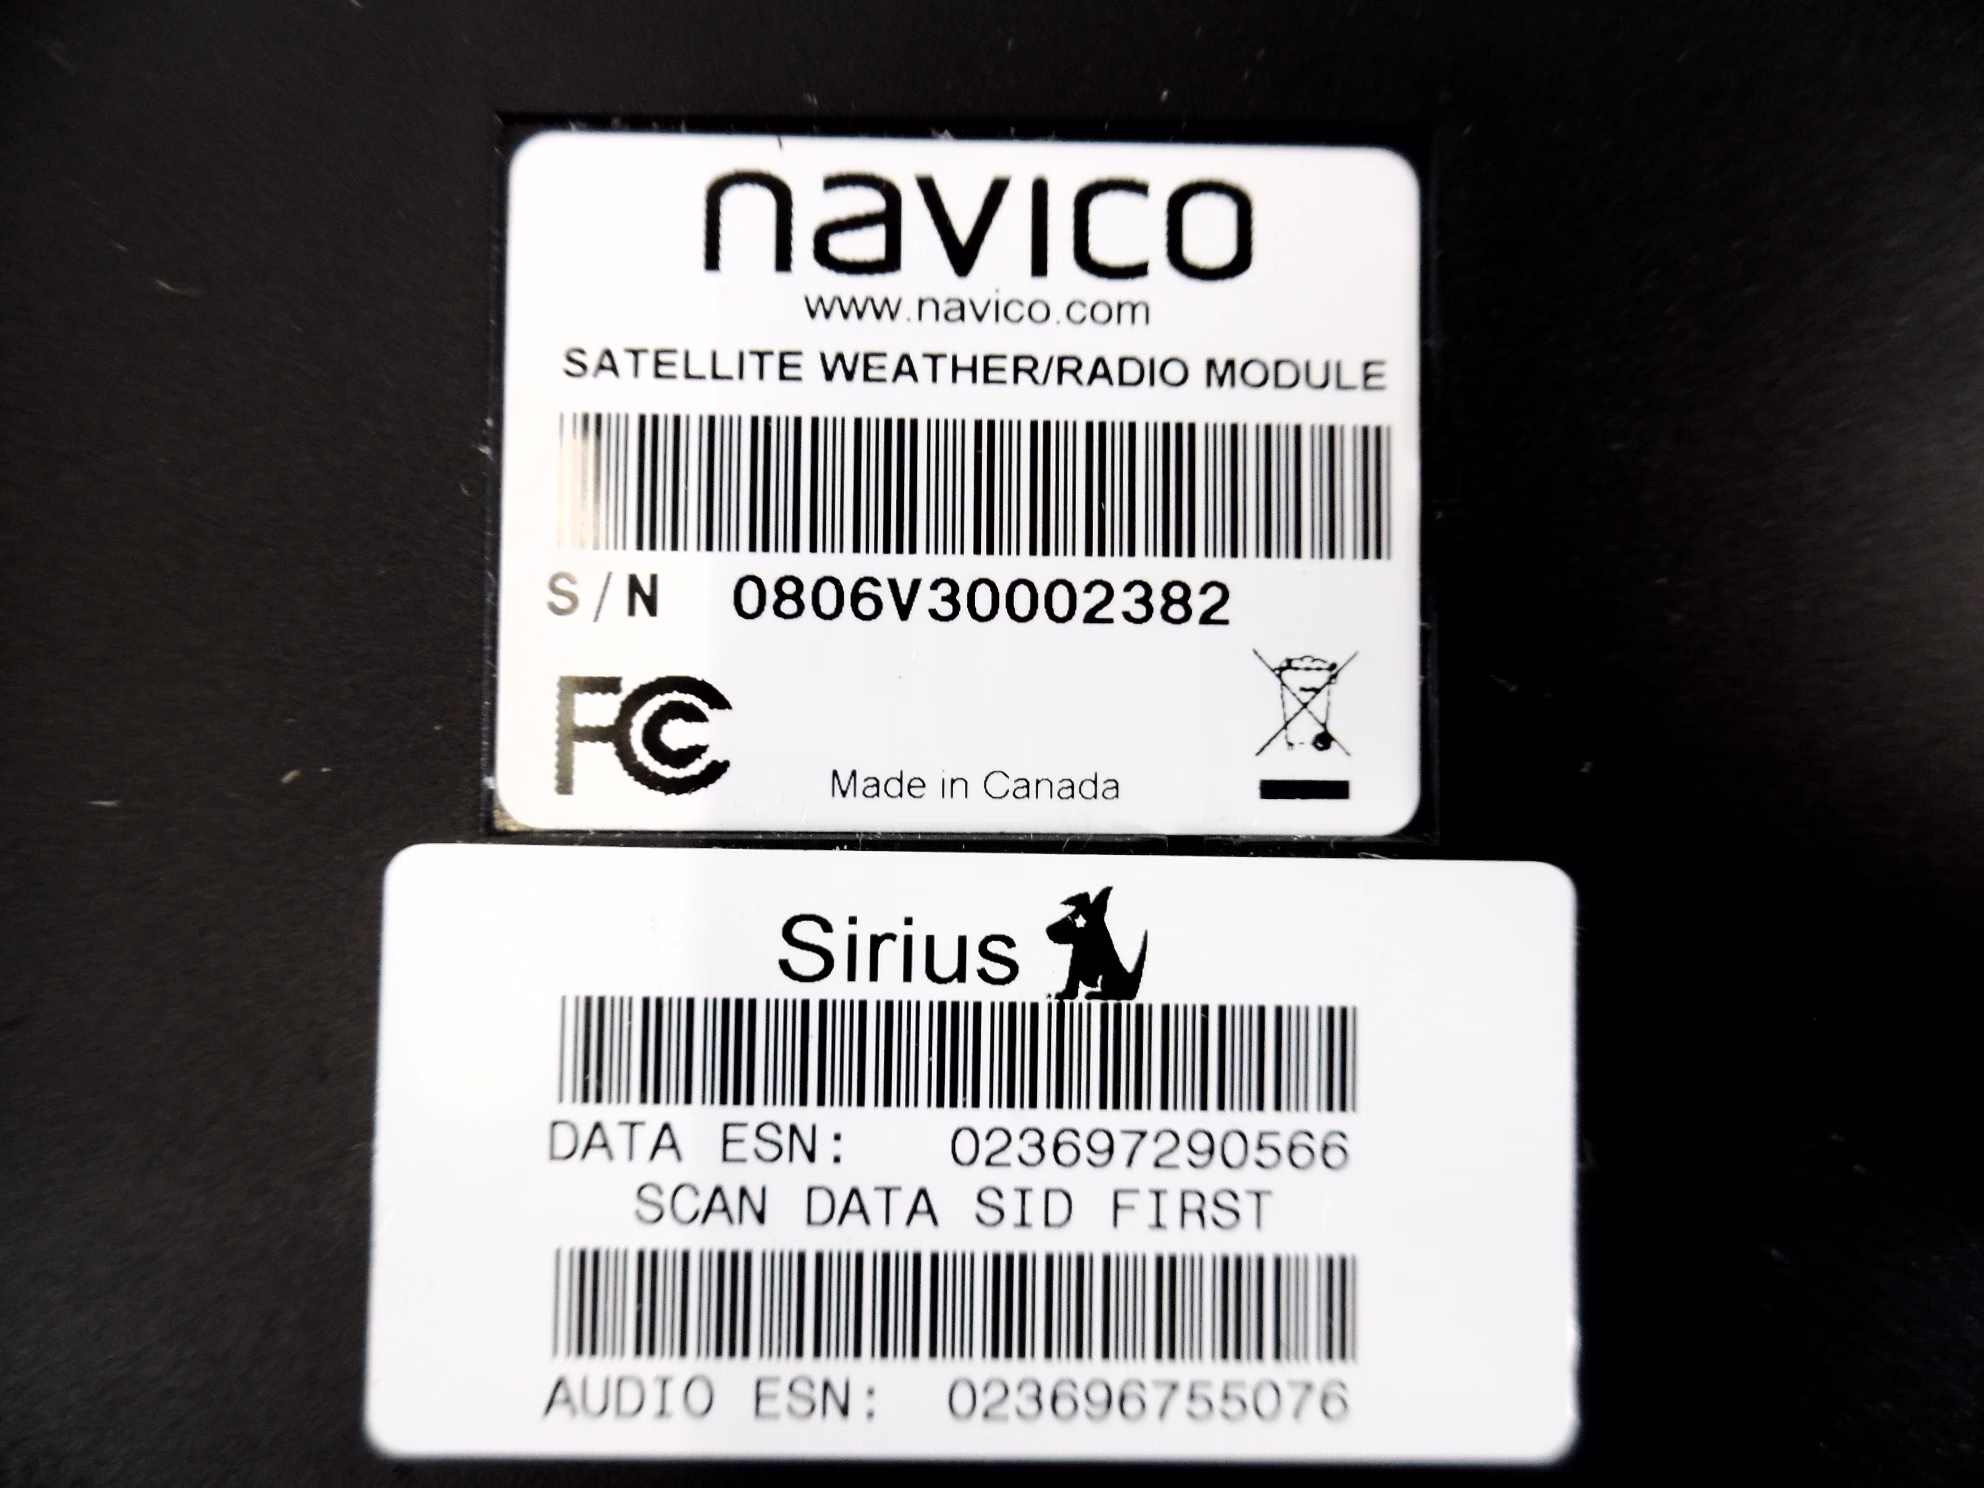 navico
www.navico.com
SATELLITE WEATHER/RADIO MODULE
S/N 0806V30002382
FCC
Made in Canada
Sirius
DATA ESN: 023697290566
SCAN DATA SID FIRST
AUDIO ESN: 023696755076